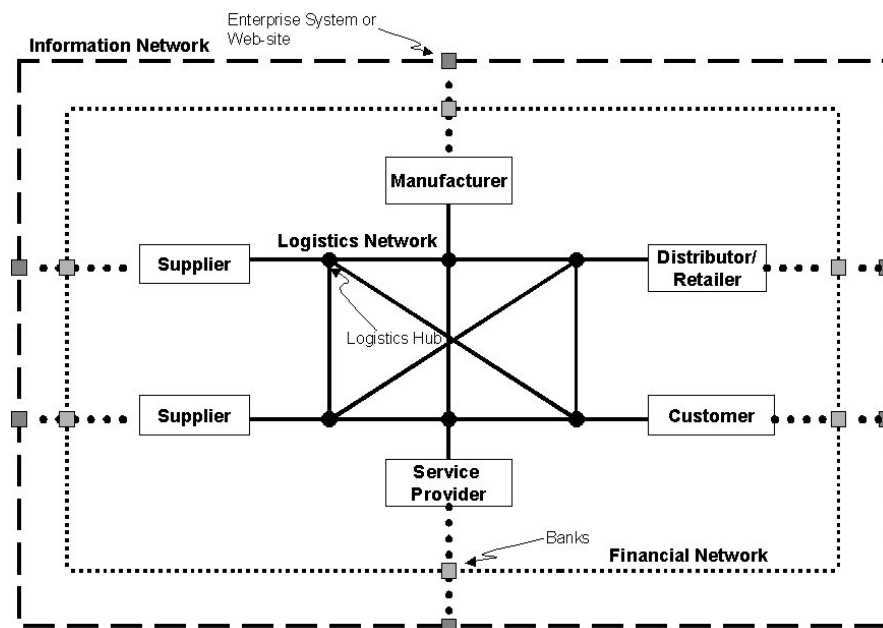 Enterprise System or
Web-site
Information Network
Manufacturer
Logistics Network
Supplier
Distributor/
Retailer
Logistics Hub
Supplier
Customer
Service
Provider
Banks
Financial Network